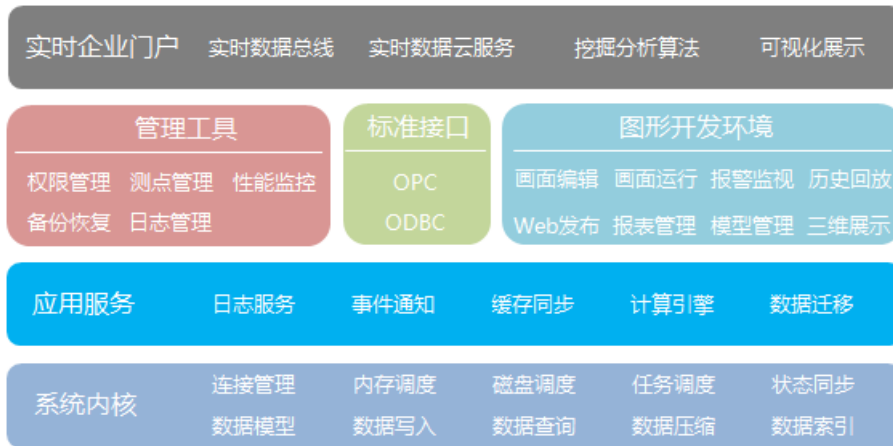 实时企业门户 实时数据总线 实时数据云服务 挖掘分析算法 可视化展示
管理工具
权限管理 测点管理 性能监控
备份恢复 日志管理
标准接口
OPC
ODBC
图形开发环境
画面编辑 画面运行 报警监视 历史回放
Web发布 报表管理 模型管理 三维展示
应用服务 日志服务 事件通知 缓存同步 计算引擎 数据迁移
系统内核
连接管理 内存调度 磁盘调度 任务调度 状态同步
数据模型 数据写入 数据查询 数据压缩 数据索引